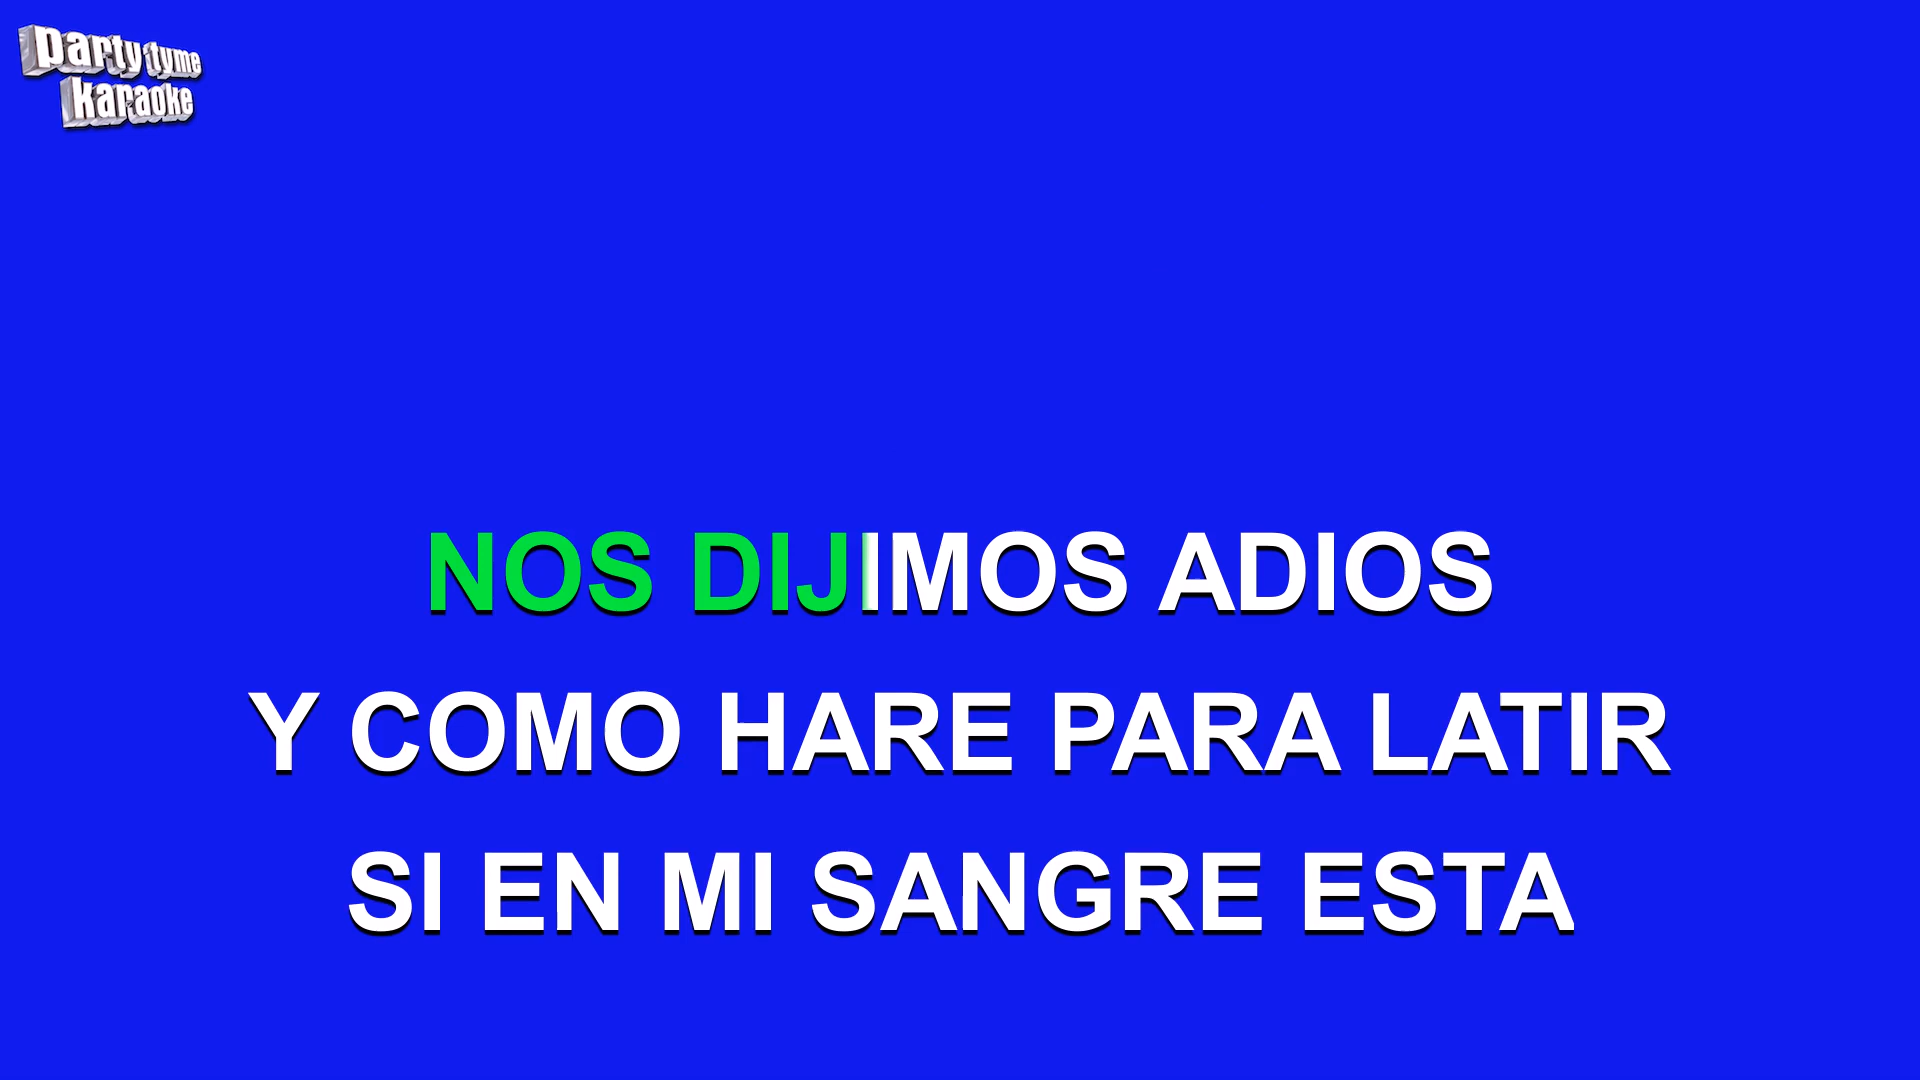 party tyme
karaoke
NOS DIJIMOS ADIOS
Y COMO HARE PARA LATIR
SI EN MI SANGRE ESTA